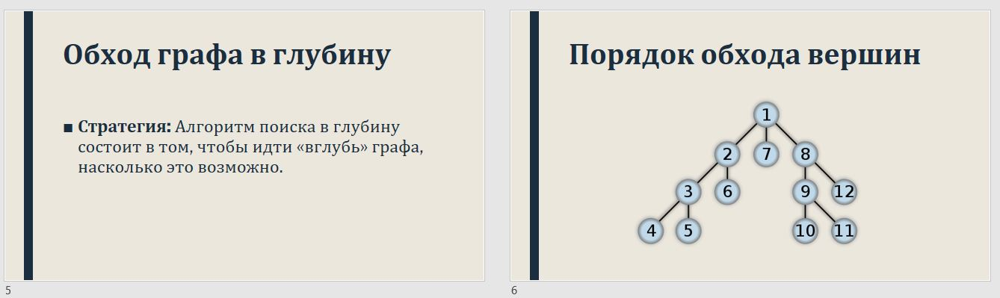 Обход графа в глубину
■ Стратегия: Алгоритм поиска в глубину
состоит в том, чтобы идти «вглубь» графа,
насколько это возможно.
5
Порядок обхода вершин
1
2 7 8
3 6 9 12
4 5 10 11
6